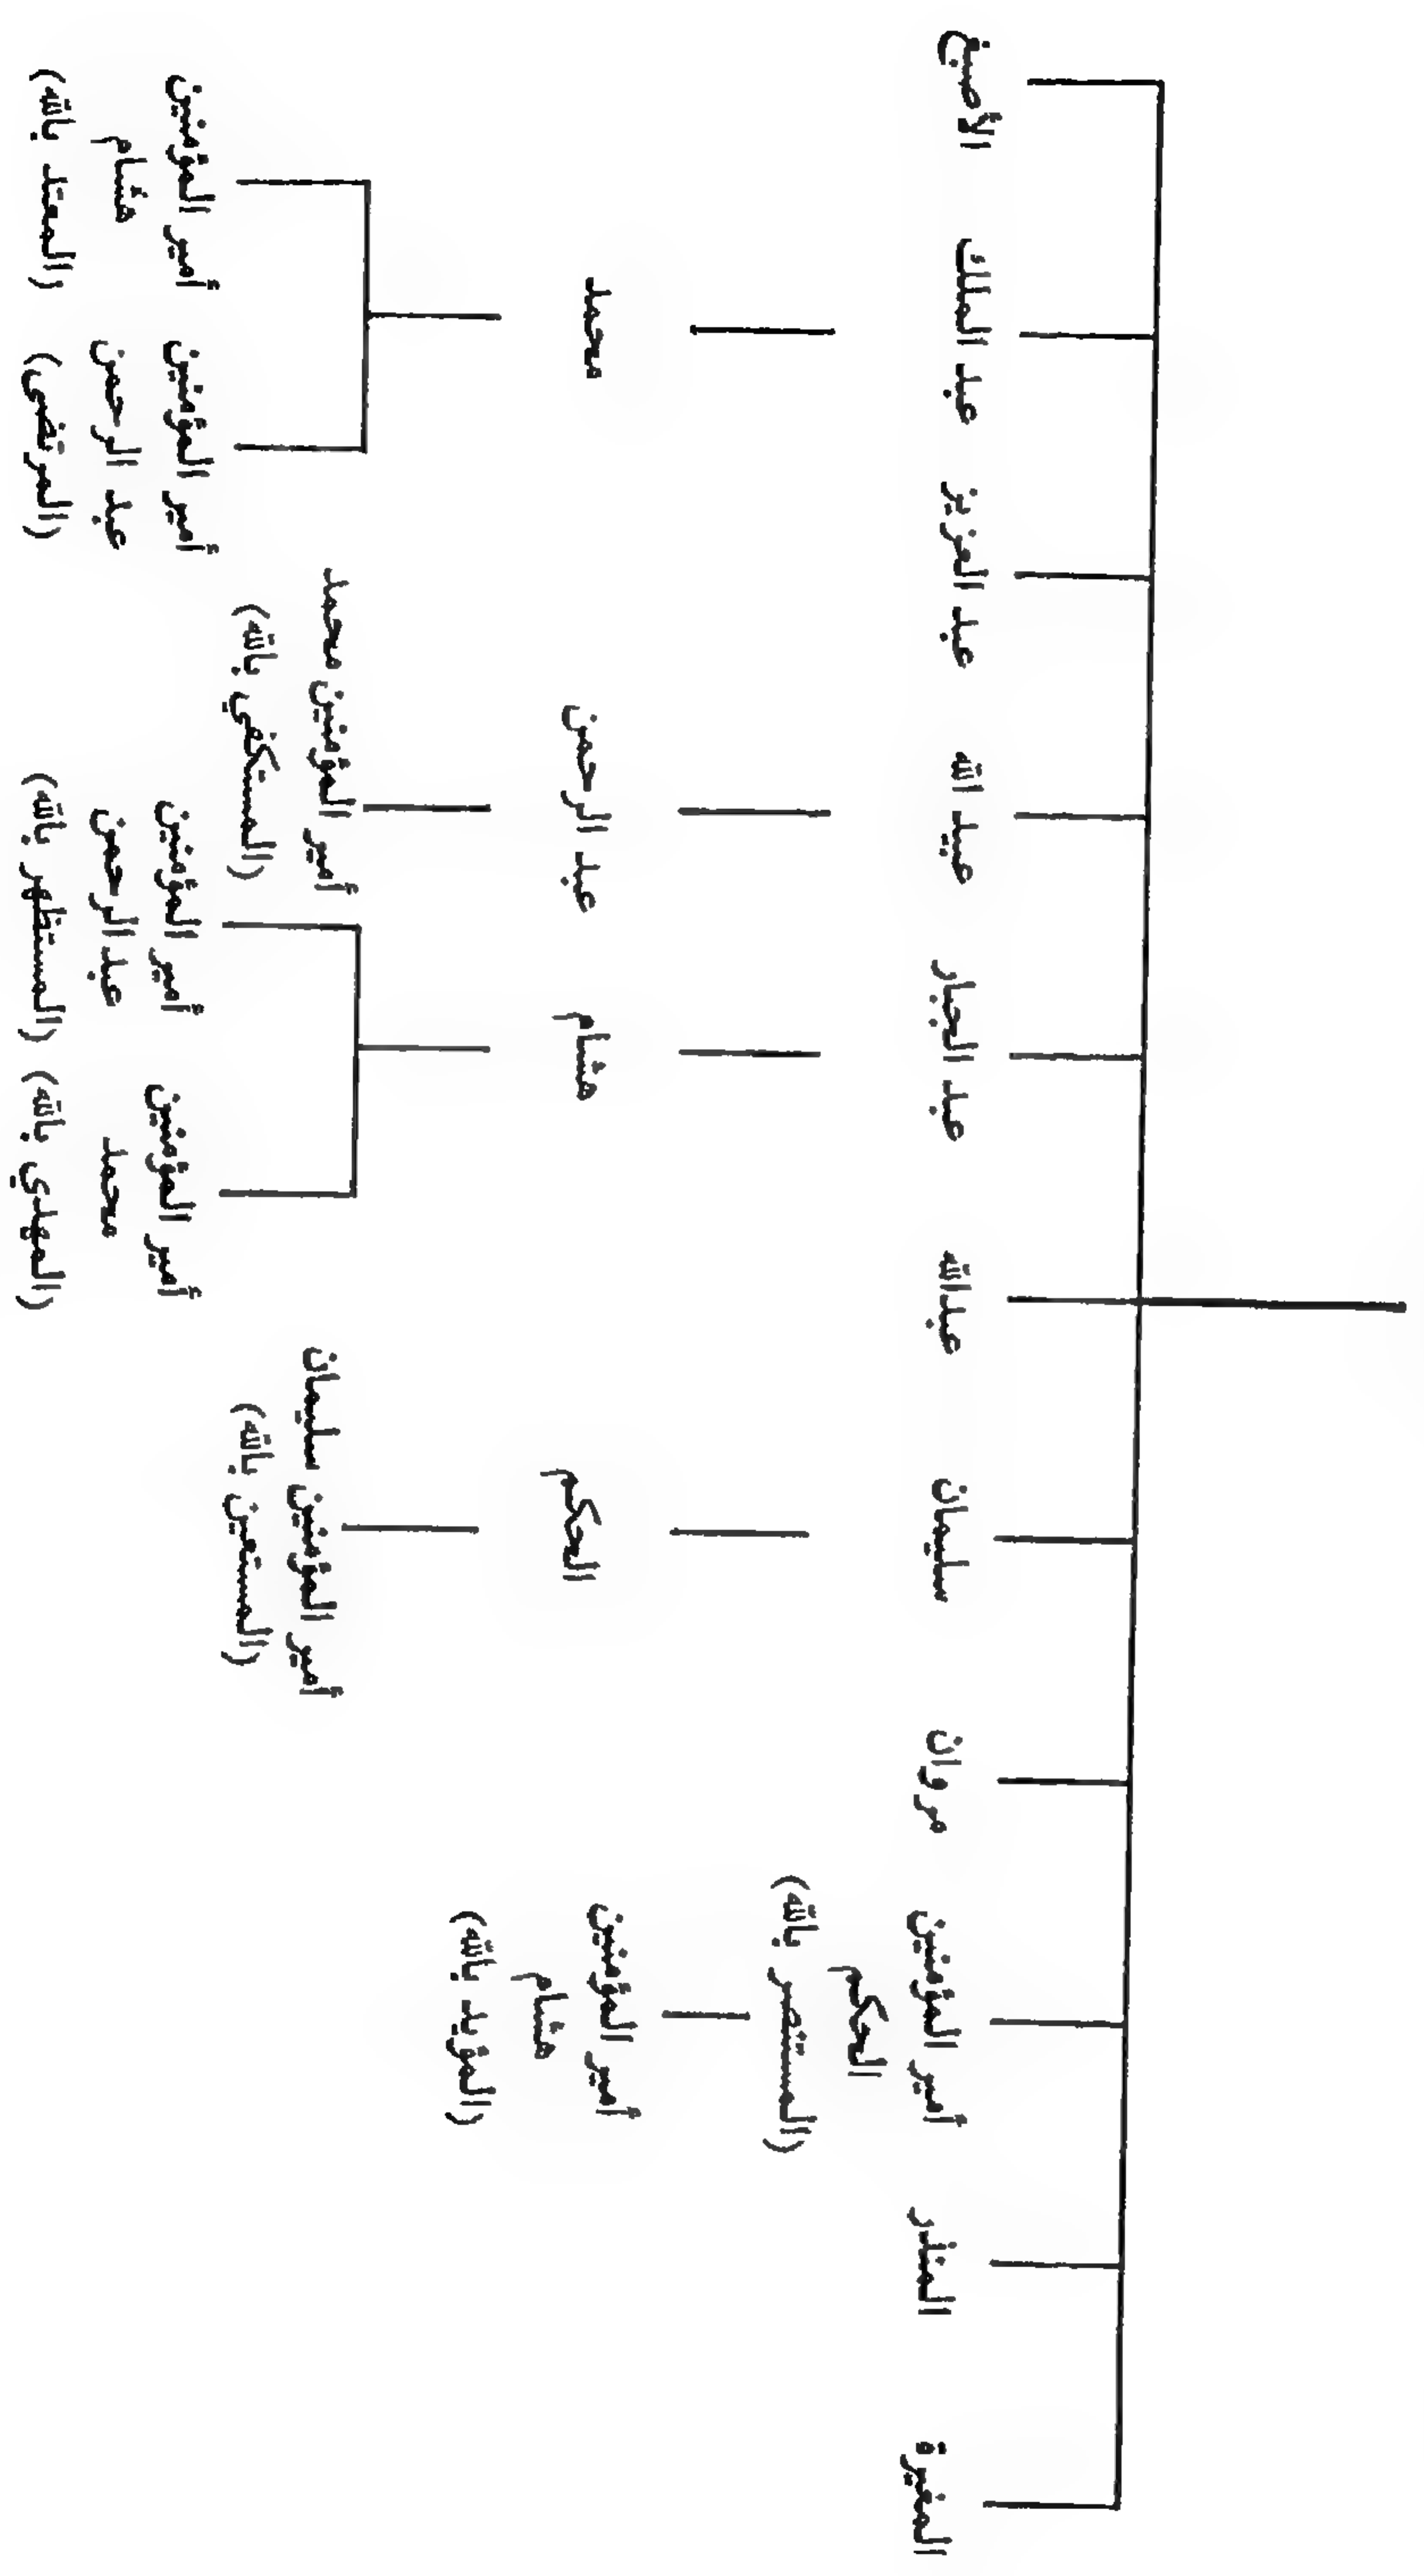 المغيرة
المنذر
أمير المؤمنين
الحكم
(المستنصر بالله)
مروان
سليمان
عبدالله
عبد الجبار
عبيد الله
عبد العزيز
عبد الملك
الأصبغ
أمير المؤمنين
هشام
(المؤيد بالله)
الحكم
هشام
عبد الرحمن
محمد
أمير المؤمنين سليمان
(المستعين بالله)
أمير المؤمنين
محمد
(المهدي بالله)
أمير المؤمنين
عبدالرحمن
(المستظهر بالله)
أمير المؤمنين محمد
(المستكفي بالله)
أمير المؤمنين
عبد الرحمن
(المرتضى)
أمير المؤمنين
هشام
(المعتد بالله)